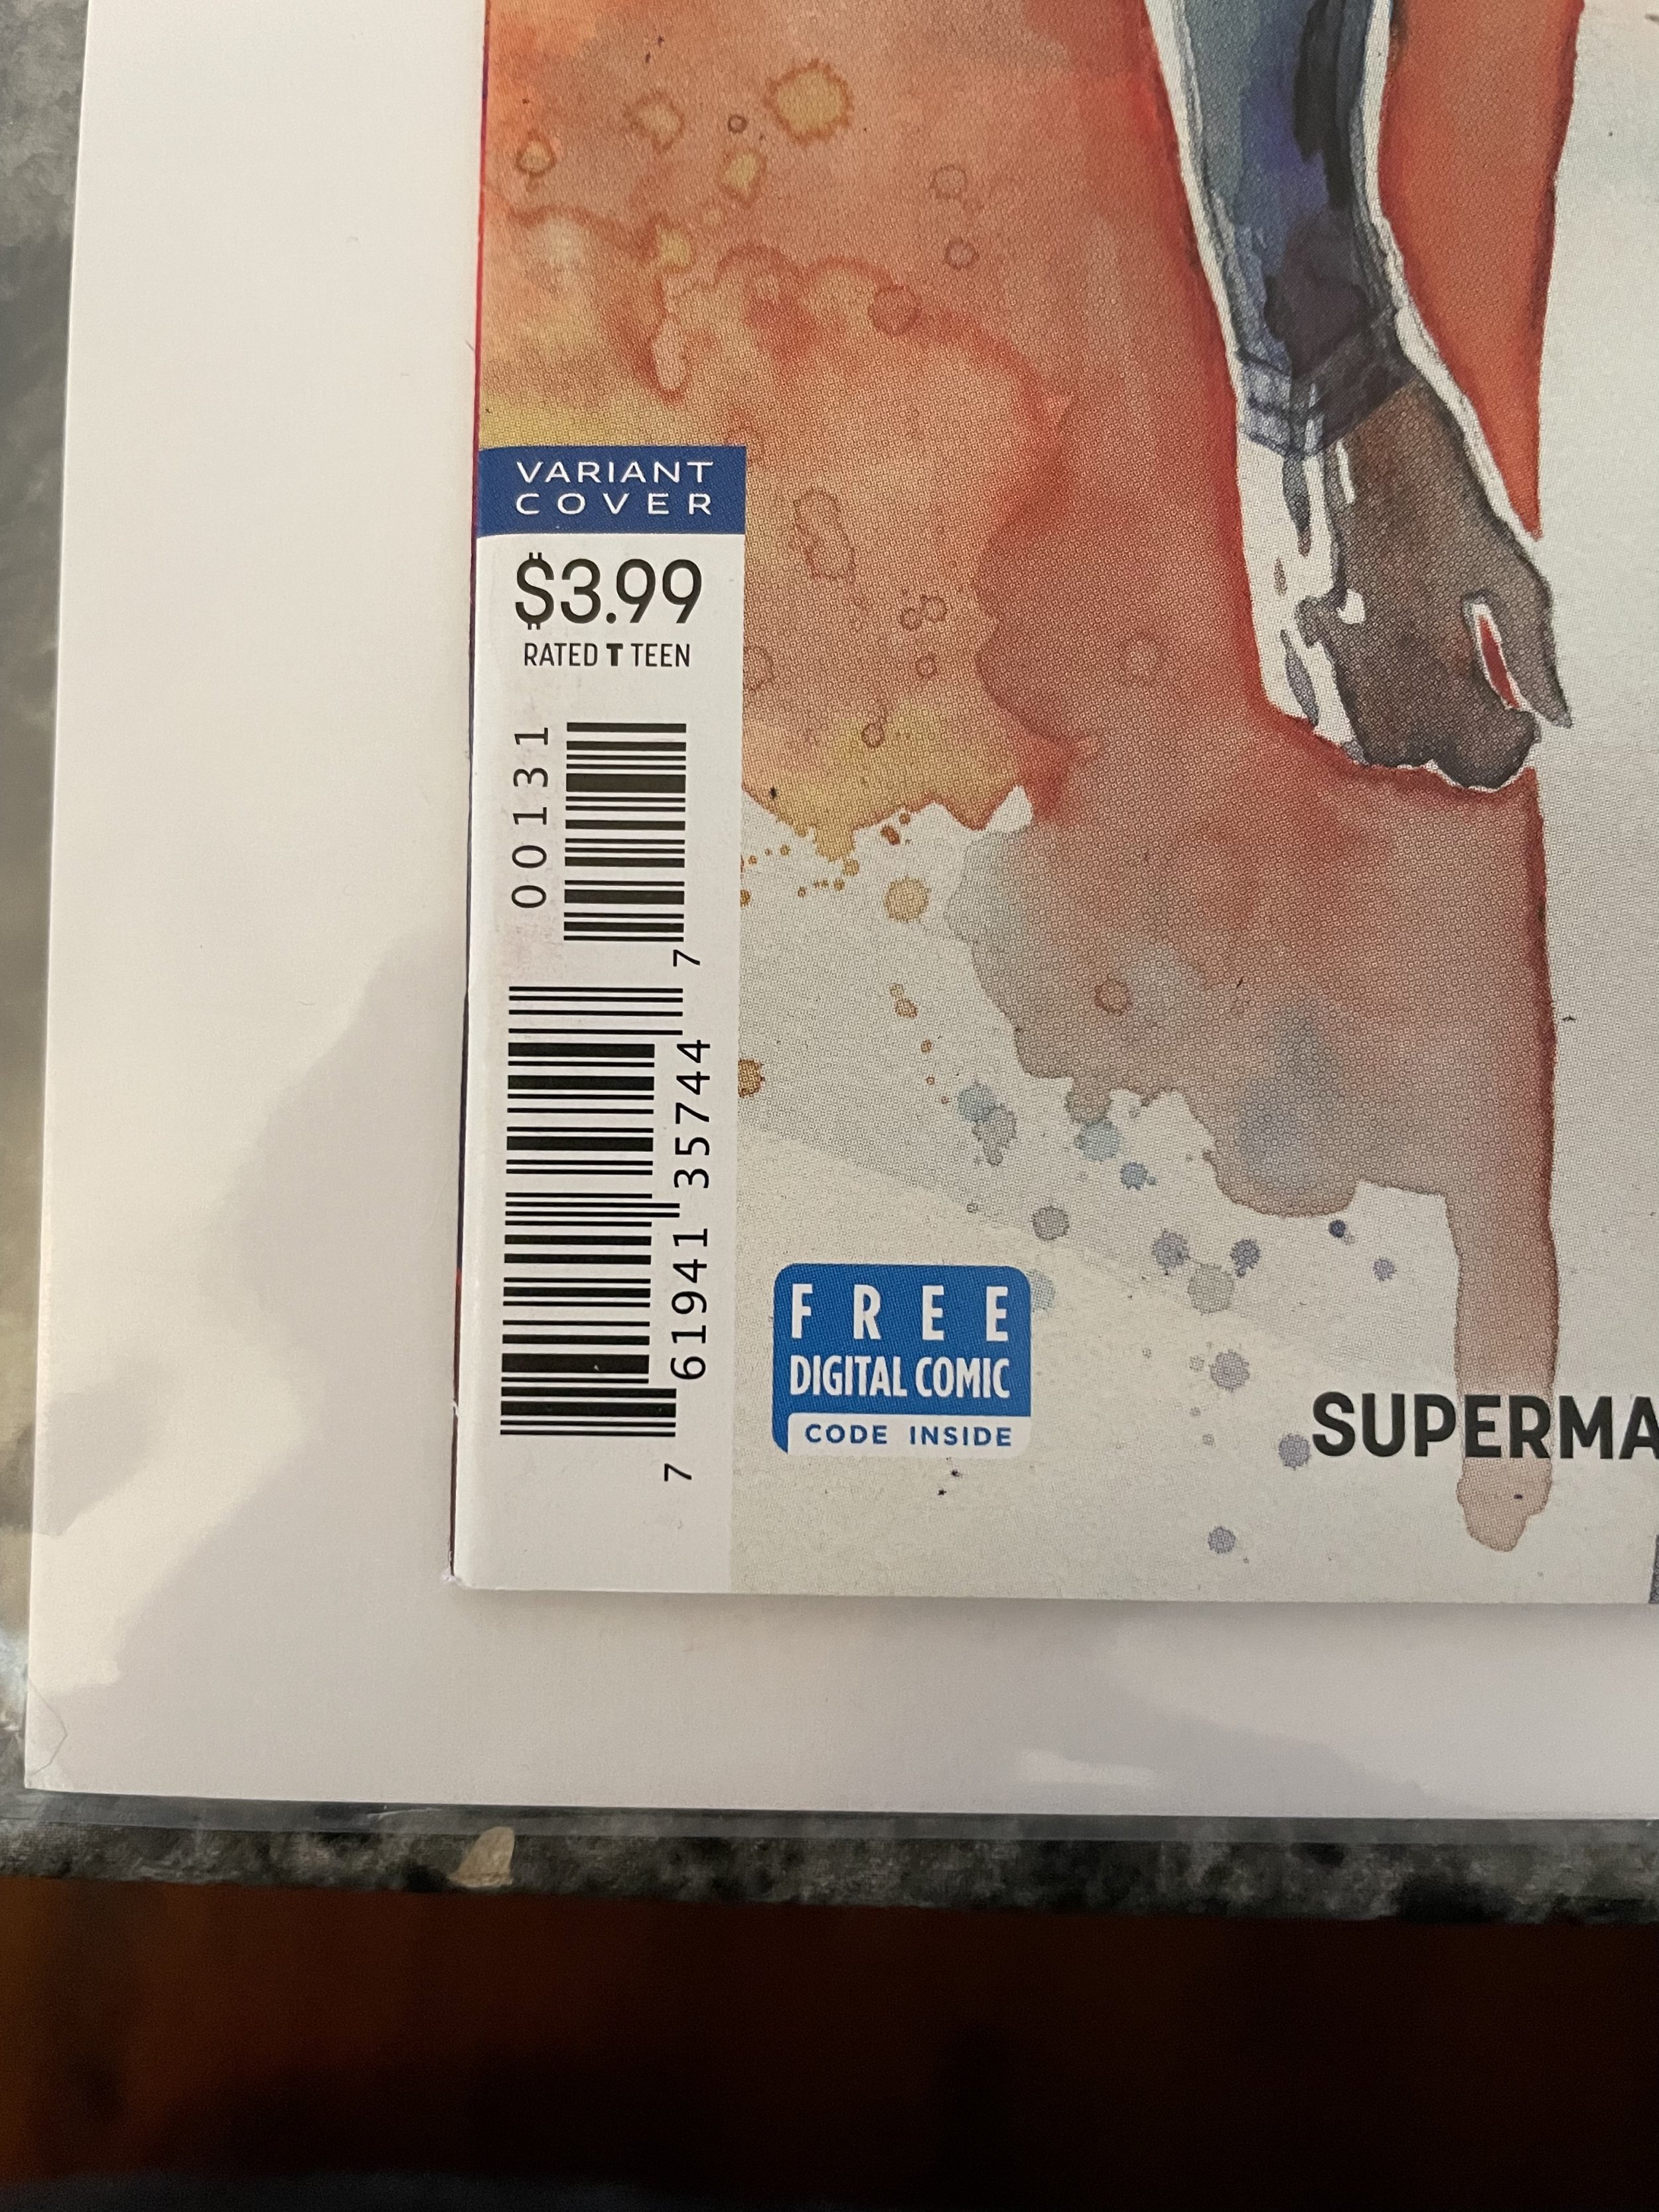 VARIANT
COVER
$3.99
RATED T TEEN
00131
7 61941 35744 7
FREE
DIGITAL COMIC
CODE INSIDE
SUPERMA